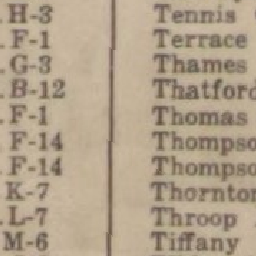 H-3
F-1
G-3
B-12
F-1
F-14
F-14
K-7
L-7
M-6
Tennis
Terrace
Thames
Thatford
Thomas
Thompso
Thompso
Thornton
Throop
Tiffany